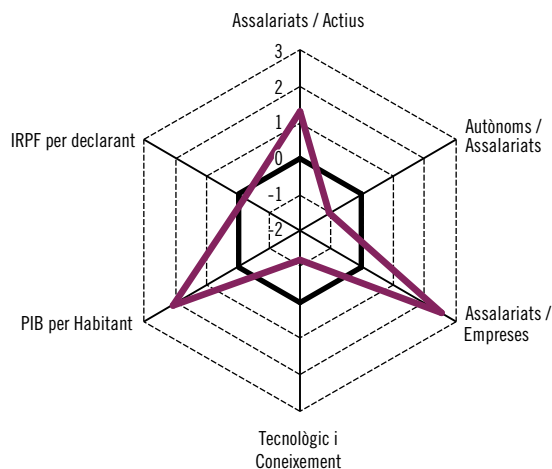 Assalariats / Actius
3
2
1
0
-1
-2
IRPF per declarant
Autònoms /
Assalariats
PIB per Habitant
Assalariats /
Empreses
Tecnològic i
Coneixement